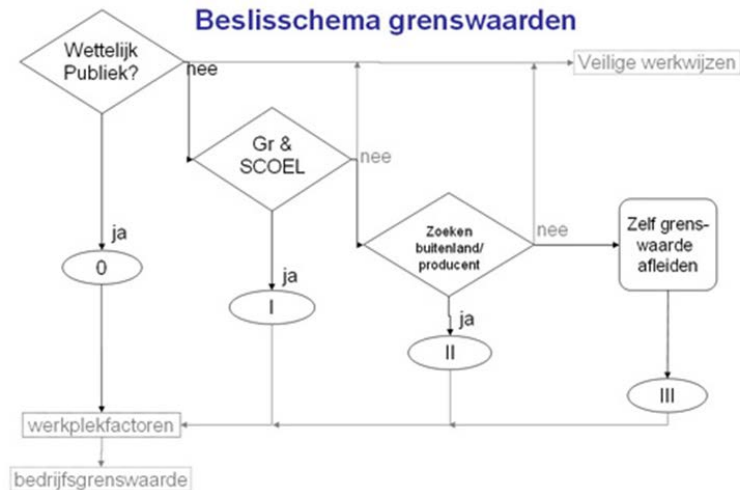 Beslisschema grenswaarden
Wettelijk
Publiek?
nee
Veilige werkwijzen
Gr &
SCOEL
nee
Zoeken
buitenland/
producent
nee
Zelf grens-
waarde
afleiden
ja
0
ja
I
ja
II
III
werkplekfactoren
bedrijfsgrenswaarde